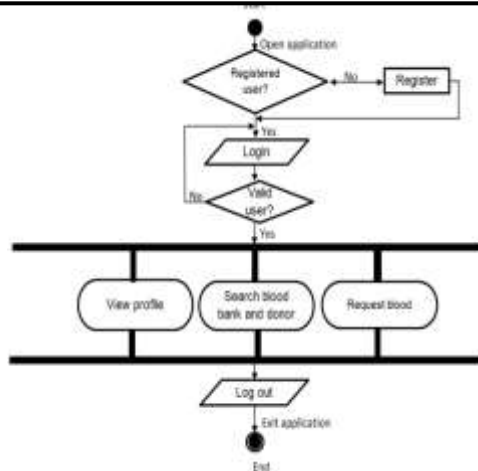 Open application
Registered
user?
No
Register
Yes
Login
No
Valid
user?
Yes
View profile
Search blood
bank and donor
Request blood
Log out
Exit application
End